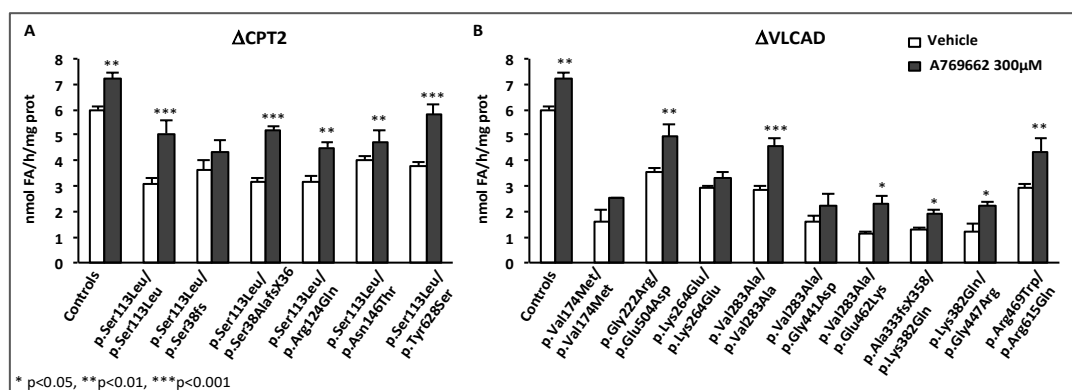 A
ΔCPT2
nmol FA/h/mg prot
8
7
6
5
4
3
2
1
0
**
***
***
**
**
***
Controls
p.Ser113Leu/
p.Ser113Leu
p.Ser113Leu/
p.Ser38fs
p.Ser113Leu/
p.Ser38AlafsX36
p.Ser113Leu/
p.Arg124Gln
p.Ser113Leu/
p.Asn146Thr
p.Ser113Leu/
p.Tyr628Ser
B
ΔVLCAD
Vehicle
A769662 300μM
nmol FA/h/mg prot
8
7
6
5
4
3
2
1
0
**
**
***
*
*
*
**
Controls
p.Val174Met/
p.Val174Met
p.Gly222Arg/
p.Glu504Asp
p.Lys264Glu/
p.Lys264Glu
p.Val283Ala/
p.Val283Ala
p.Val283Ala/
p.Gly441Asp
p.Val283Ala/
p.Glu462Lys
p.Ala333fsX358/
p.Lys382Gln
p.Lys382Gln/
p.Gly447Arg
p.Arg469Trp/
p.Arg615Gln
* p<0.05, **p<0.01, ***p<0.001